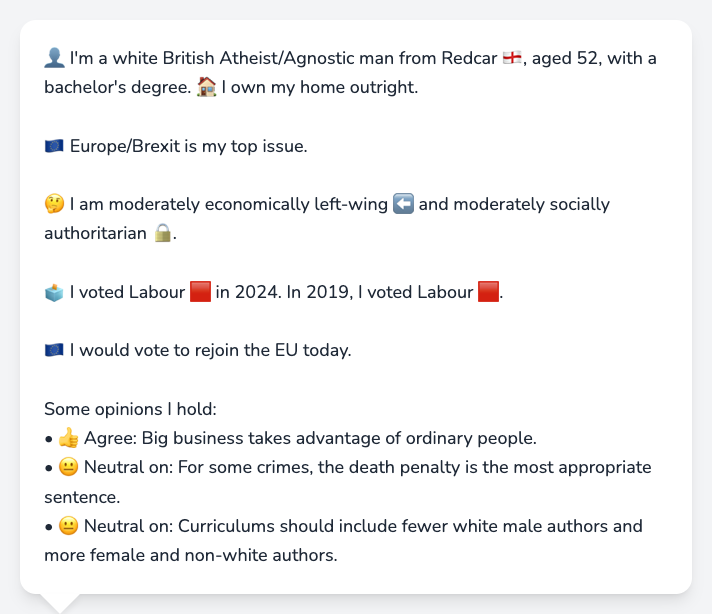 👤 I'm a white British Atheist/Agnostic man from Redcar 🏴󠁧󠁢󠁥󠁮󠁧󠁿, aged 52, with a
bachelor's degree. 🏠 I own my home outright.
🇪🇺 Europe/Brexit is my top issue.
🤔 I am moderately economically left-wing ⬅️ and moderately socially
authoritarian 🔒.
🗳️ I voted Labour 🟥 in 2024. In 2019, I voted Labour 🟥.
🇪🇺 I would vote to rejoin the EU today.
Some opinions I hold:
• 👍 Agree: Big business takes advantage of ordinary people.
• 😐 Neutral on: For some crimes, the death penalty is the most appropriate
sentence.
• 😐 Neutral on: Curriculums should include fewer white male authors and
more female and non-white authors.